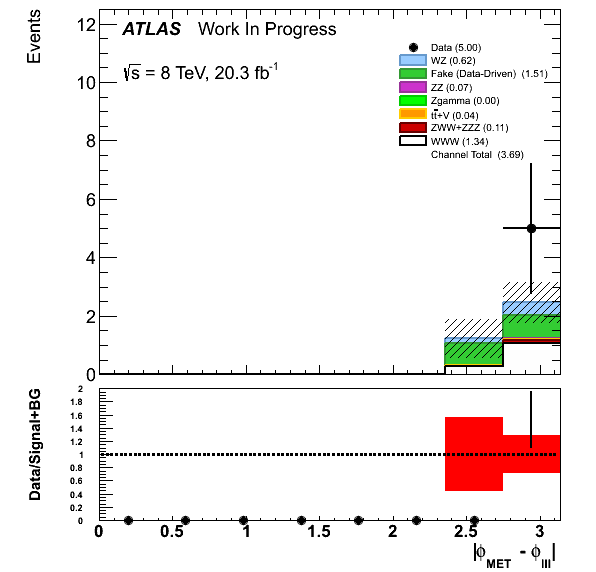 Events
12
10
8
6
4
2
0
ATLAS Work In Progress
√s = 8 TeV, 20.3 fb⁻¹
Data (5.00)
WZ (0.62)
Fake (Data-Driven) (1.51)
ZZ (0.07)
Zgamma (0.00)
tt̄+V (0.04)
ZWW+ZZZ (0.11)
WWW (1.34)
Channel Total (3.69)
Data/Signal+BG
2
1.8
1.6
1.4
1.2
1
0.8
0.6
0.4
0.2
0
0 0.5 1 1.5 2 2.5 3
|ϕMET - ϕlll|